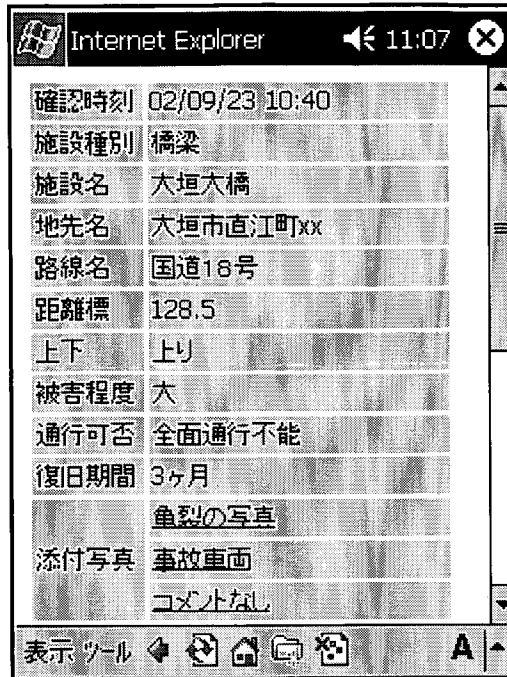 Internet Explorer 11:07
確認時刻 02/09/23 10:40
施設種別 橋梁
施設名 大垣大橋
地先名 大垣市直江町xx
路線名 国道18号
距離標 128.5
上下 上り
被害程度 大
通行可否 全面通行不能
復旧期間 3ヶ月
添付写真 亀裂の写真
事故車両
コメントなし
表示 ツール A